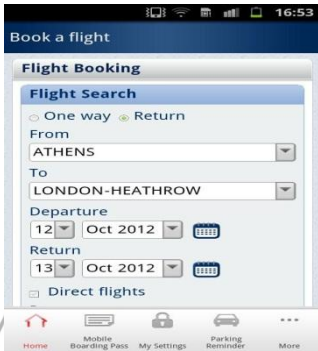 16:53
Book a flight
Flight Booking
Flight Search
One way Return
From
ATHENS
To
LONDON-HEATHROW
Departure
12 Oct 2012
Return
13 Oct 2012
Direct flights
Home Mobile Boarding Pass My Settings Parking Reminder More